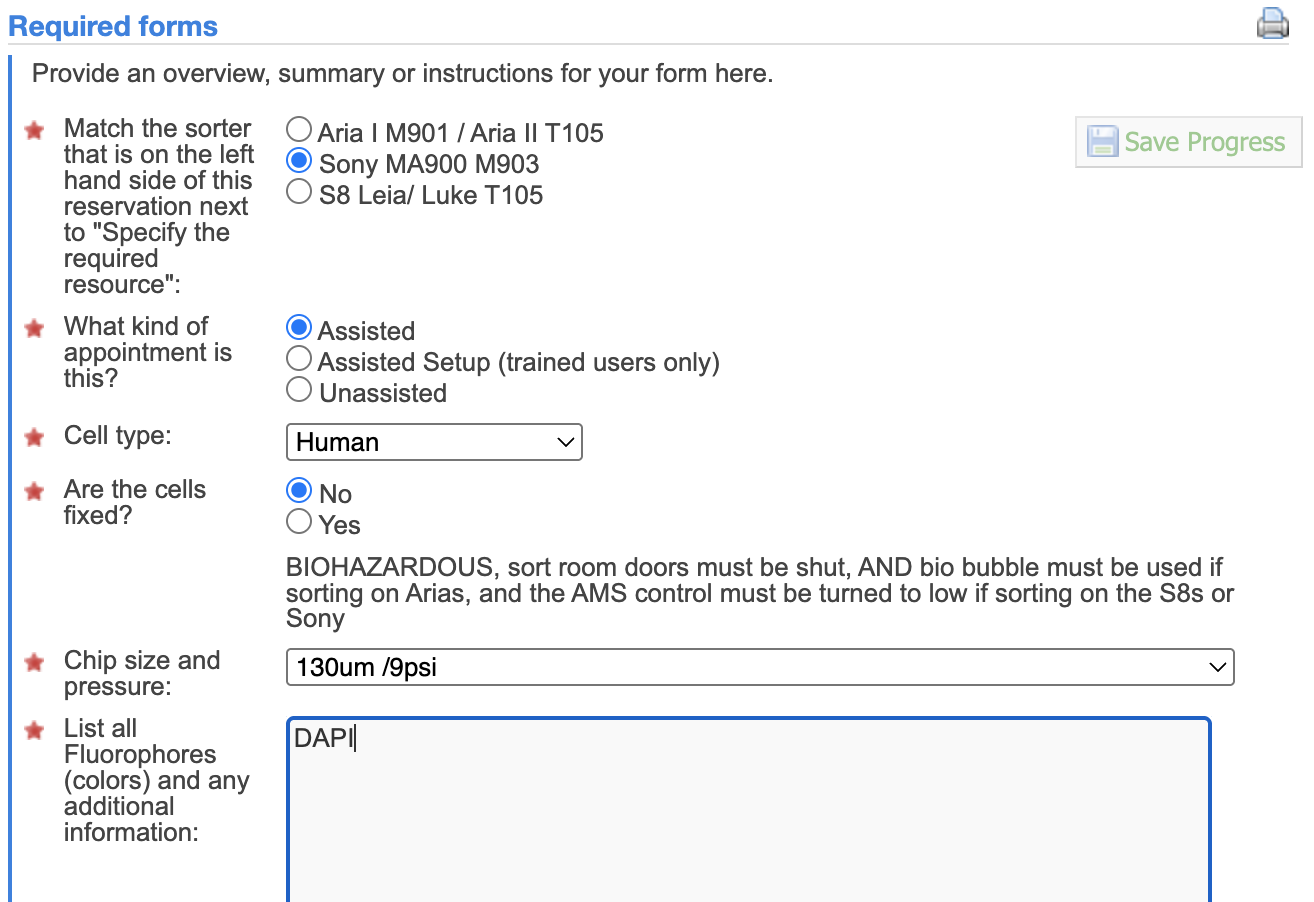 Required forms
Provide an overview, summary or instructions for your form here.
Match the sorter
that is on the left
hand side of this
reservation next
to "Specify the
required
resource":
Aria I M901 / Aria II T105
Sony MA900 M903
S8 Leia/ Luke T105
Save Progress
What kind of
appointment is
this?
Assisted
Assisted Setup (trained users only)
Unassisted
Cell type:
Human
Are the cells
fixed?
No
Yes
BIOHAZARDOUS, sort room doors must be shut, AND bio bubble must be used if
sorting on Arias, and the AMS control must be turned to low if sorting on the S8s or
Sony
Chip size and
pressure:
130um /9psi
List all
Fluorophores
(colors) and any
additional
information:
DAPI